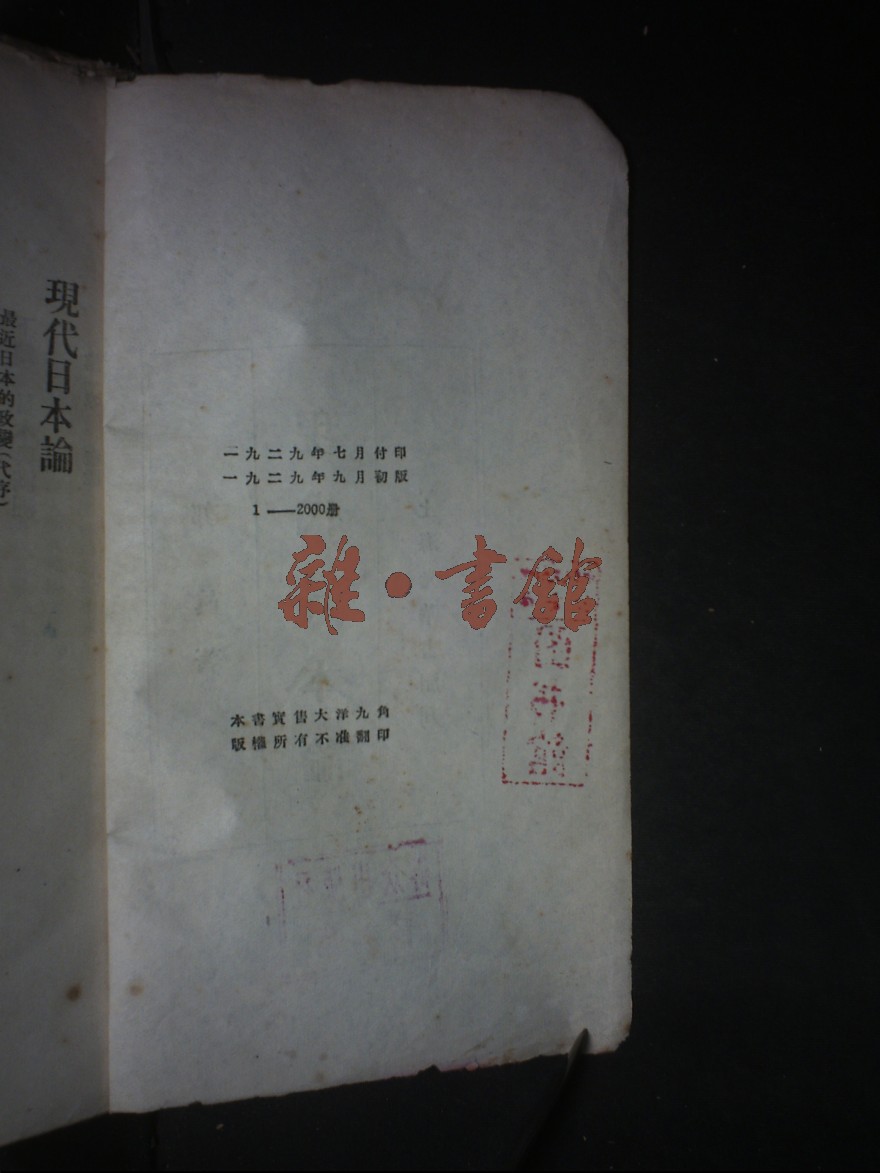 現代日本論
最近日本的政變(代序)
一九二九年七月付印
一九二九年九月初版
1——2000册
雜·書館
本書實售大洋九角
版權所有不准翻印